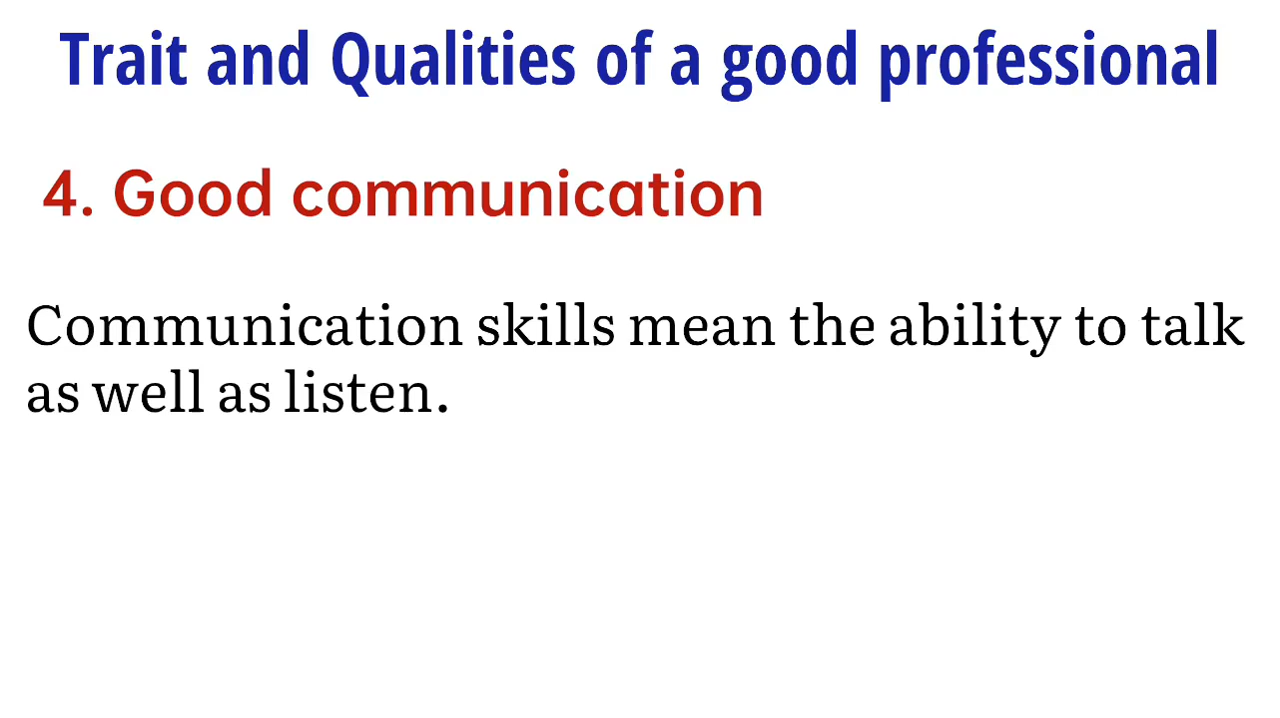 Trait and Qualities of a good professional
4. Good communication
Communication skills mean the ability to talk
as well as listen.